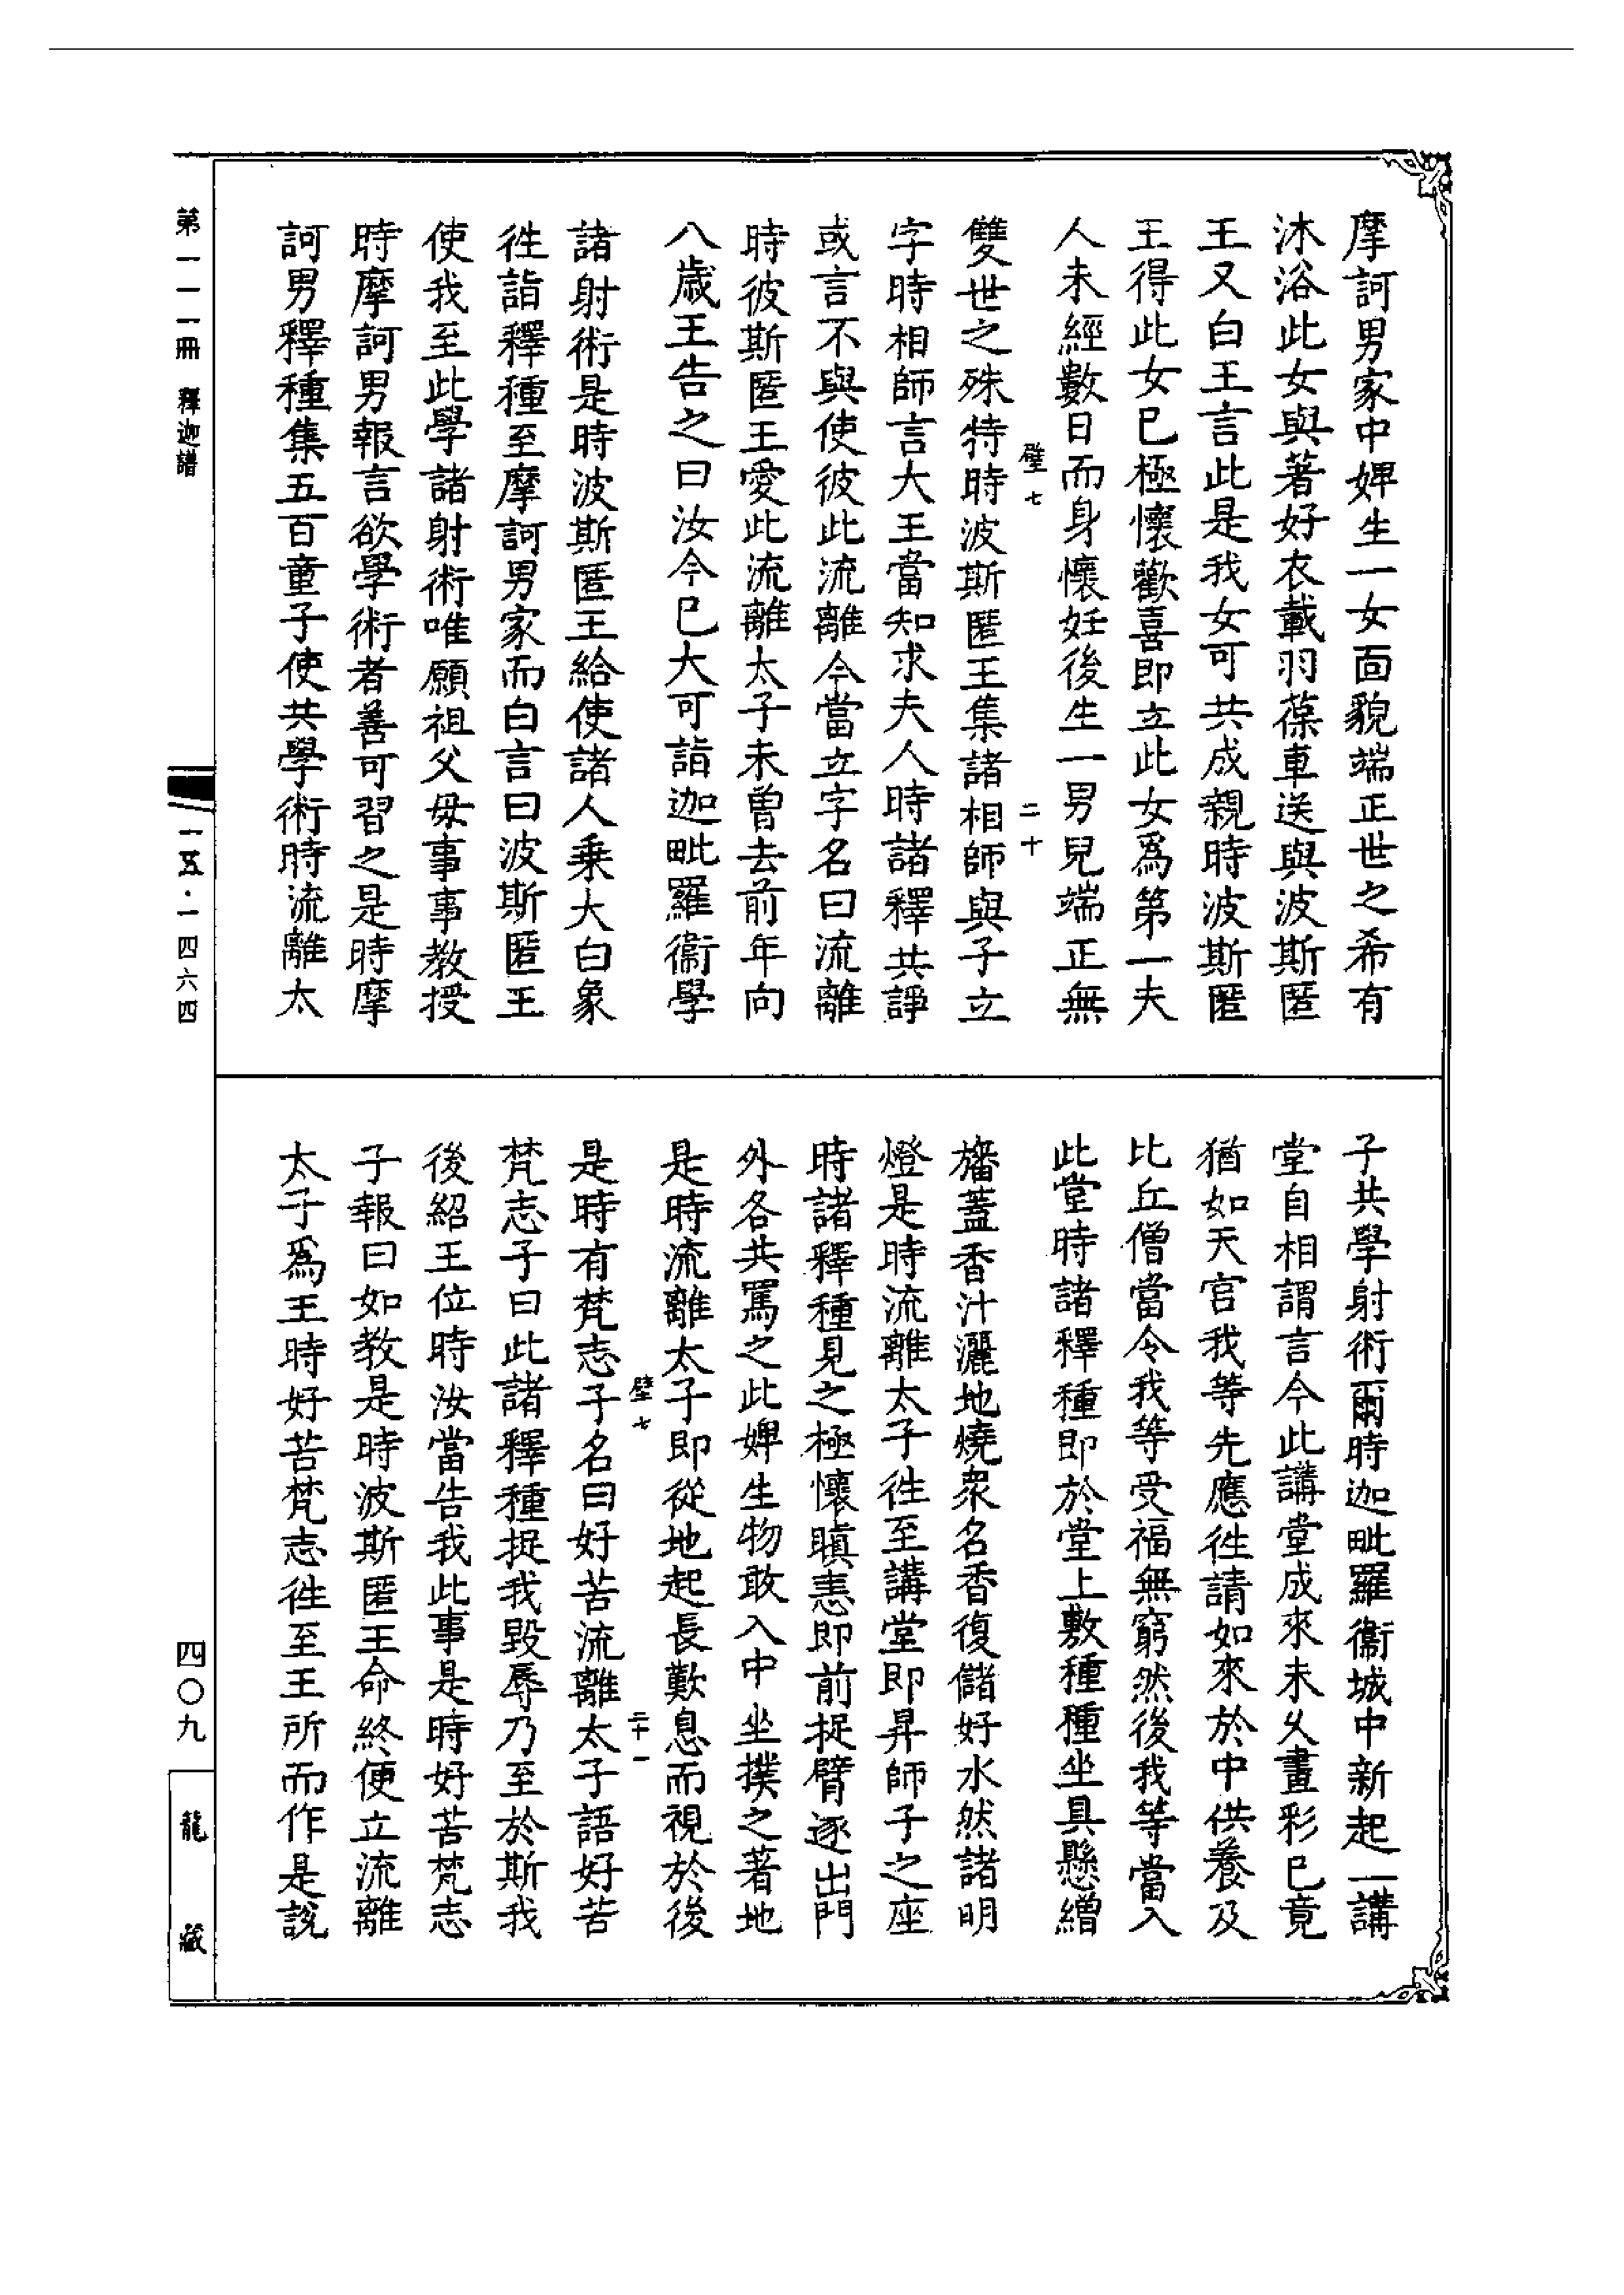 摩訶男家中婢生一女面貌端正世之希有
沐浴此女與著好衣載羽葆車送與波斯匿
王又白王言此是我女可共成親時波斯匿
王得此女已極懷歡喜即立此女爲第一夫
人未經數日而身懷妊後生一男兒端正無
璧七 二十
雙世之殊特時波斯匿王集諸相師與子立
字時相師言大王當知求夫人時諸釋共諍
或言不與使彼此流離今當立字名曰流離
時彼斯匿王愛此流離太子未曾去前年向
八歲王告之曰汝今已大可詣迦毗羅衞學
諸射術是時波斯匿王給使諸人乗大白象
徃詣釋種至摩訶男家而白言曰波斯匿王
使我至此學諸射術唯願祖父母事事教授
時摩訶男報言欲學術者善可習之是時摩
訶男釋種集五百童子使共學術時流離太
子共學射術爾時迦毗羅衞城中新起一講
堂自相謂言今此講堂成來未久畫彩已竟
猶如天宮我等先應徃請如來於中供養及
比丘僧當令我等受福無窮然後我等當入
此堂時諸釋種即於堂上敷種種坐具懸繒
旛蓋香汁灑地燒衆名香復儲好水然諸明
燈是時流離太子徃至講堂即昇師子之座
時諸釋種見之極懷瞋恚即前捉臂逐出門
外各共罵之此婢生物敢入中坐撲之著地
是時流離太子即從地起長歎息而視於後
璧七 二十一
是時有梵志子名曰好苦流離太子語好苦
梵志子曰此諸釋種捉我毀辱乃至於斯我
後紹王位時汝當告我此事是時好苦梵志
子報曰如教是時波斯匿王命終便立流離
太子爲王時好苦梵志徃至王所而作是說
第一一一冊 釋迦譜
一五·一四六四
四〇九
龍藏